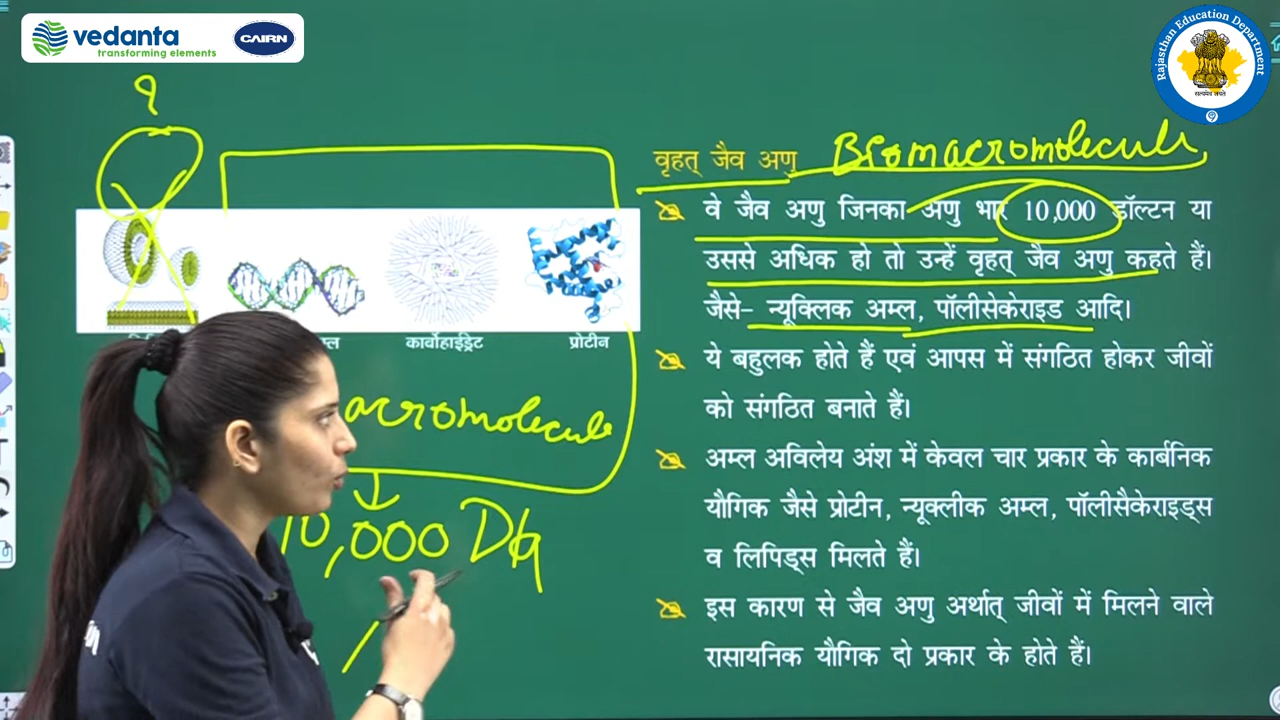 vedanta
transforming elements
CAIRN
Rajasthan Education Department
सत्यमेव जयते
वृहत् जैव अणु Biomacromolecule
वे जैव अणु जिनका अणु भार 10,000 डॉल्टन या
उससे अधिक हो तो उन्हें वृहत् जैव अणु कहते हैं।
जैसे– न्यूक्लिक अम्ल, पॉलीसेकेराइड आदि।
ये बहुलक होते हैं एवं आपस में संगठित होकर जीवों
को संगठित बनाते हैं।
अम्ल अविलेय अंश में केवल चार प्रकार के कार्बनिक
यौगिक जैसे प्रोटीन, न्यूक्लीक अम्ल, पॉलीसैकेराइड्स
व लिपिड्स मिलते हैं।
इस कारण से जैव अणु अर्थात् जीवों में मिलने वाले
रासायनिक यौगिक दो प्रकार के होते हैं।
कार्वोहाईड्रिट
प्रोटीन
acromolecule
10,000 Da